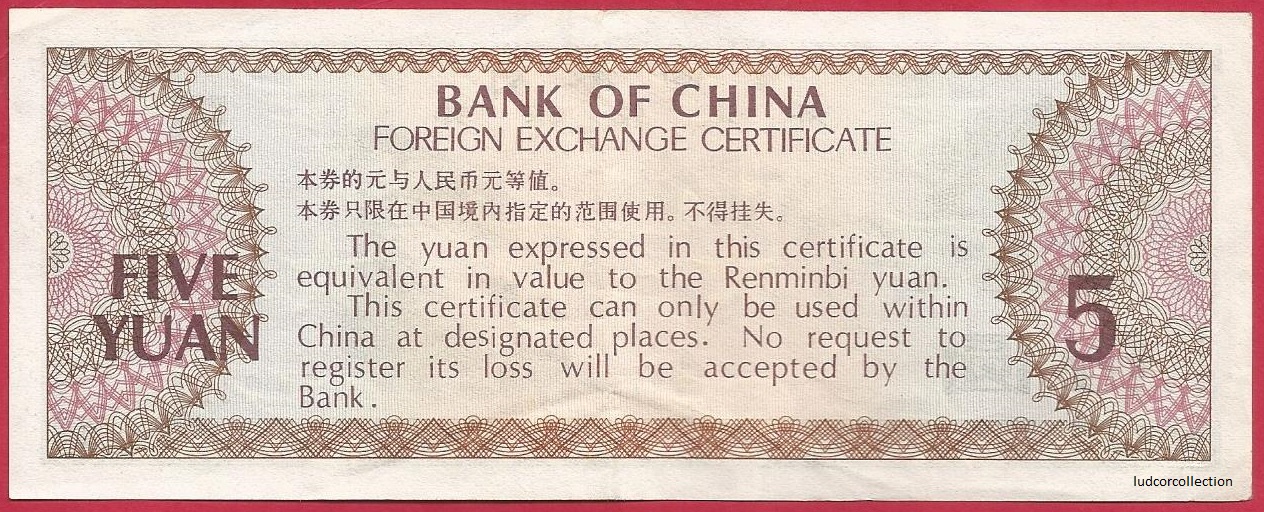 BANK OF CHINA
FOREIGN EXCHANGE CERTIFICATE
本券的元与人民币元等值。
本券只限在中国境内指定的范围使用。不得挂失。
The yuan expressed in this certificate is
equivalent in value to the Renminbi yuan.
This certificate can only be used within
China at designated places. No request to
register its loss will be accepted by the
Bank.
FIVE
YUAN
5
ludcorcollection